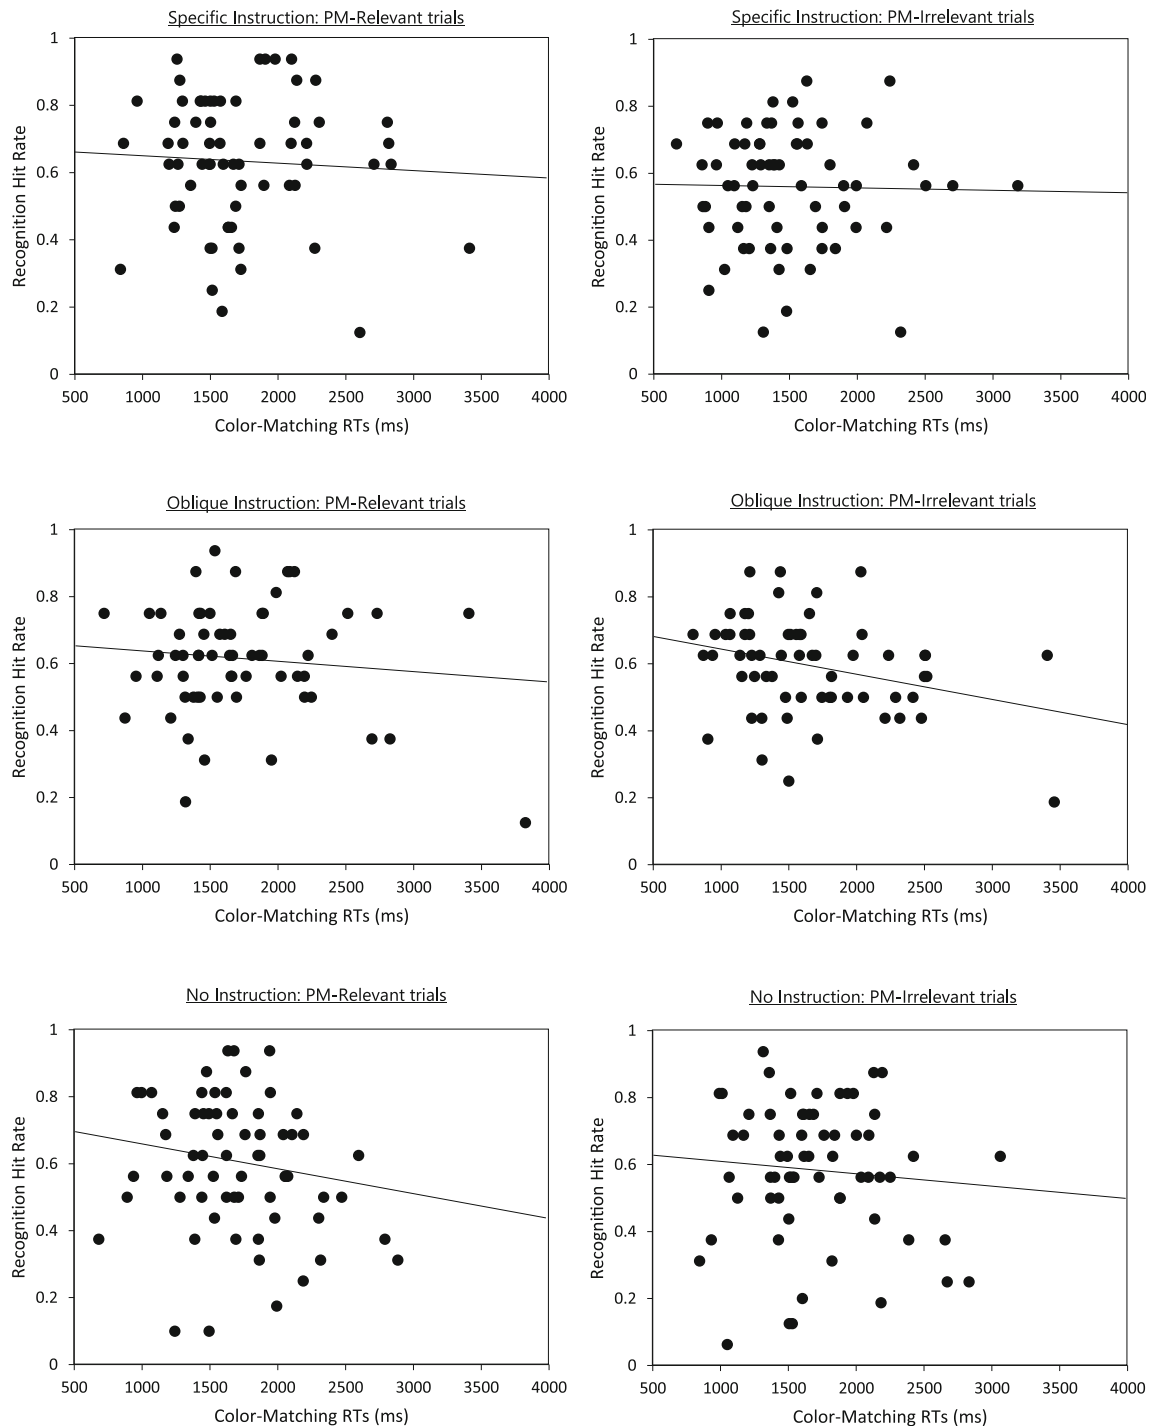 Specific Instruction: PM-Relevant trials
1
0.8
0.6
0.4
0.2
0
Recognition Hit Rate
500 1000 1500 2000 2500 3000 3500 4000
Color-Matching RTs (ms)
Specific Instruction: PM-Irrelevant trials
1
0.8
0.6
0.4
0.2
0
Recognition Hit Rate
500 1000 1500 2000 2500 3000 3500 4000
Color-Matching RTs (ms)
Oblique Instruction: PM-Relevant trials
1
0.8
0.6
0.4
0.2
0
Recognition Hit Rate
500 1000 1500 2000 2500 3000 3500 4000
Color-Matching RTs (ms)
Oblique Instruction: PM-Irrelevant trials
1
0.8
0.6
0.4
0.2
0
Recognition Hit Rate
500 1000 1500 2000 2500 3000 3500 4000
Color-Matching RTs (ms)
No Instruction: PM-Relevant trials
1
0.8
0.6
0.4
0.2
0
Recognition Hit Rate
500 1000 1500 2000 2500 3000 3500 4000
Color-Matching RTs (ms)
No Instruction: PM-Irrelevant trials
1
0.8
0.6
0.4
0.2
0
Recognition Hit Rate
500 1000 1500 2000 2500 3000 3500 4000
Color-Matching RTs (ms)